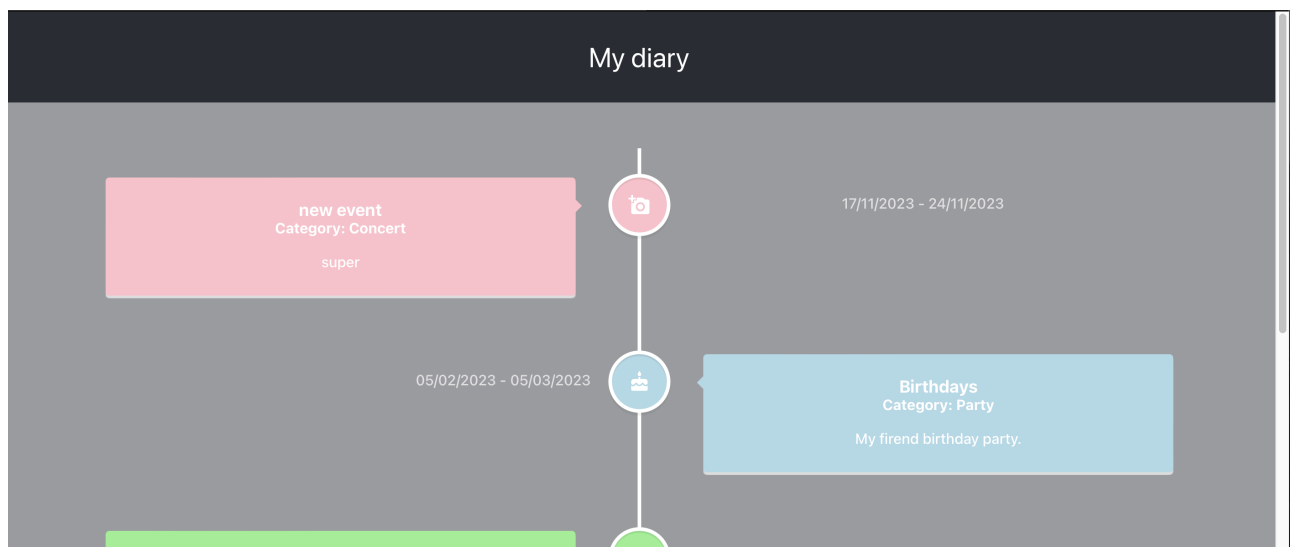 My diary
new event
Category: Concert
super
17/11/2023 - 24/11/2023
05/02/2023 - 05/03/2023
Birthdays
Category: Party
My firend birthday party.